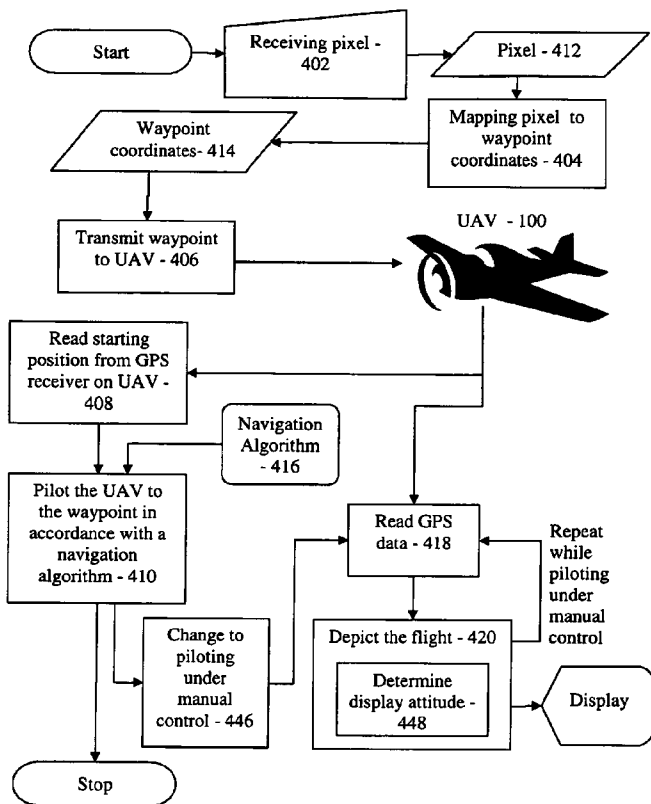 Start
Receiving pixel -
402
Pixel - 412
Mapping pixel to
waypoint
coordinates - 404
Waypoint
coordinates- 414
Transmit waypoint
to UAV - 406
UAV - 100
Read starting
position from GPS
receiver on UAV -
408
Navigation
Algorithm
- 416
Pilot the UAV to
the waypoint in
accordance with a
navigation
algorithm - 410
Read GPS
data - 418
Repeat
while
piloting
under
manual
control
Change to
piloting
under
manual
control - 446
Depict the flight - 420
Determine
display attitude -
448
Display
Stop